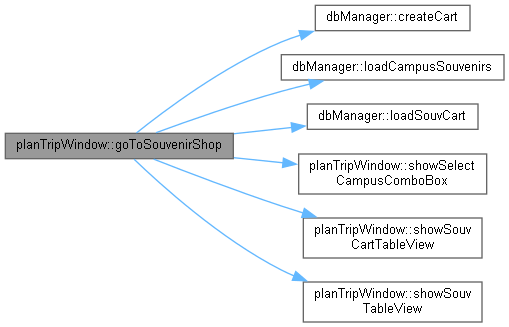 dbManager::createCart
dbManager::loadCampusSouvenirs
dbManager::loadSouvCart
planTripWindow::goToSouvenirShop
planTripWindow::showSelect
CampusComboBox
planTripWindow::showSouv
CartTableView
planTripWindow::showSouv
TableView